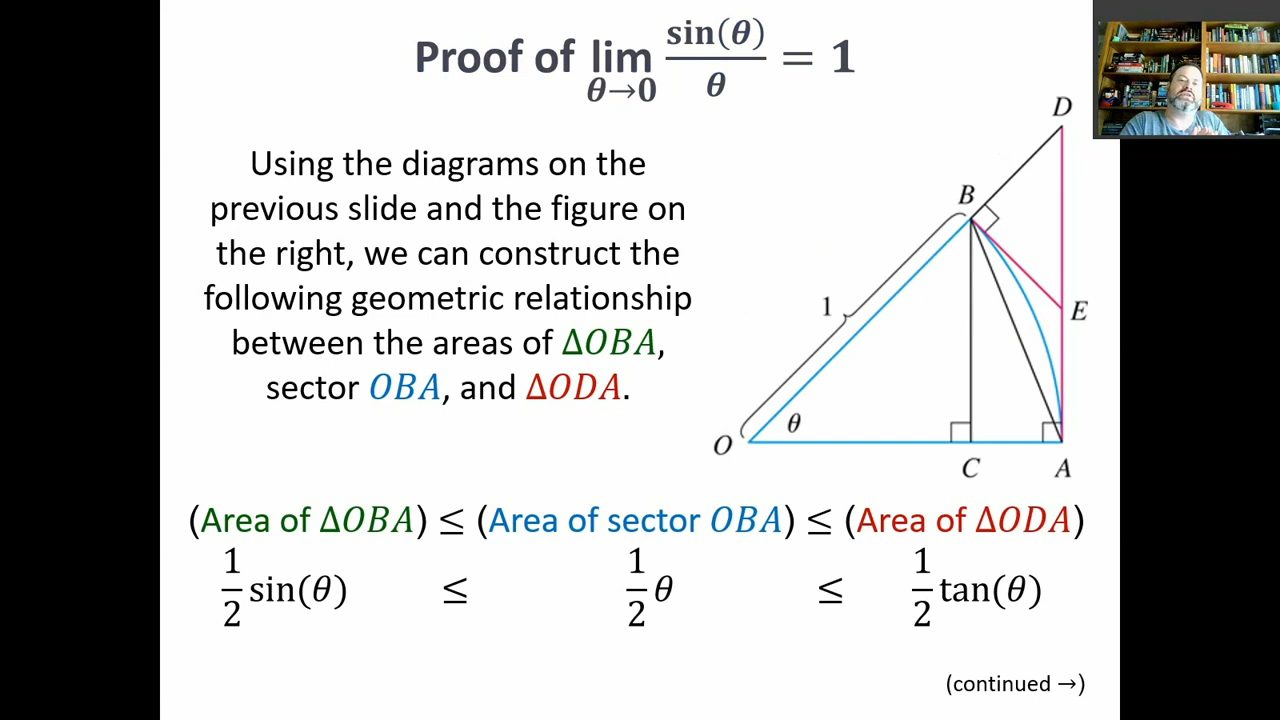 Proof of lim θ→0 sin(θ)/θ = 1
Using the diagrams on the
previous slide and the figure on
the right, we can construct the
following geometric relationship
between the areas of ΔOBA,
sector OBA, and ΔODA.
D
B
1
E
O
θ
C
A
(Area of ΔOBA) ≤ (Area of sector OBA) ≤ (Area of ΔODA)
1/2 sin(θ) ≤ 1/2 θ ≤ 1/2 tan(θ)
(continued →)